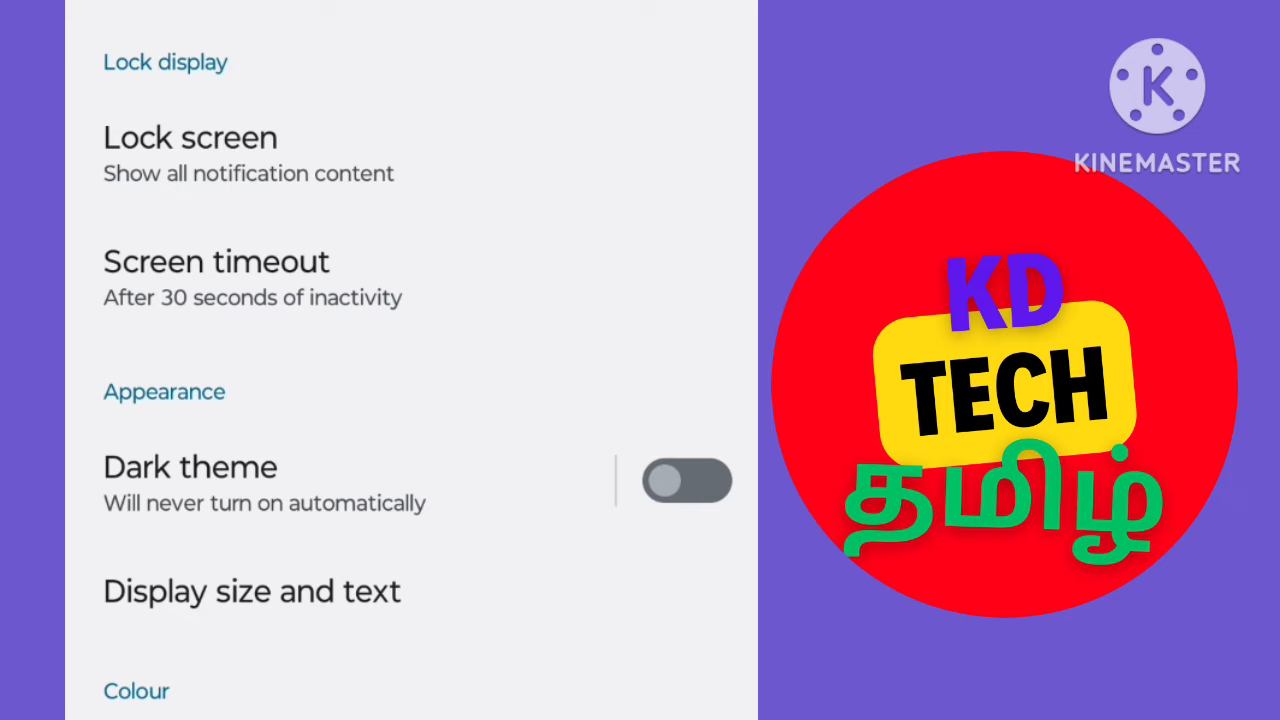 Lock display
Lock screen
Show all notification content
Screen timeout
After 30 seconds of inactivity
Appearance
Dark theme
Will never turn on automatically
Display size and text
Colour
K
KINEMASTER
KD
TECH
தமிழ்